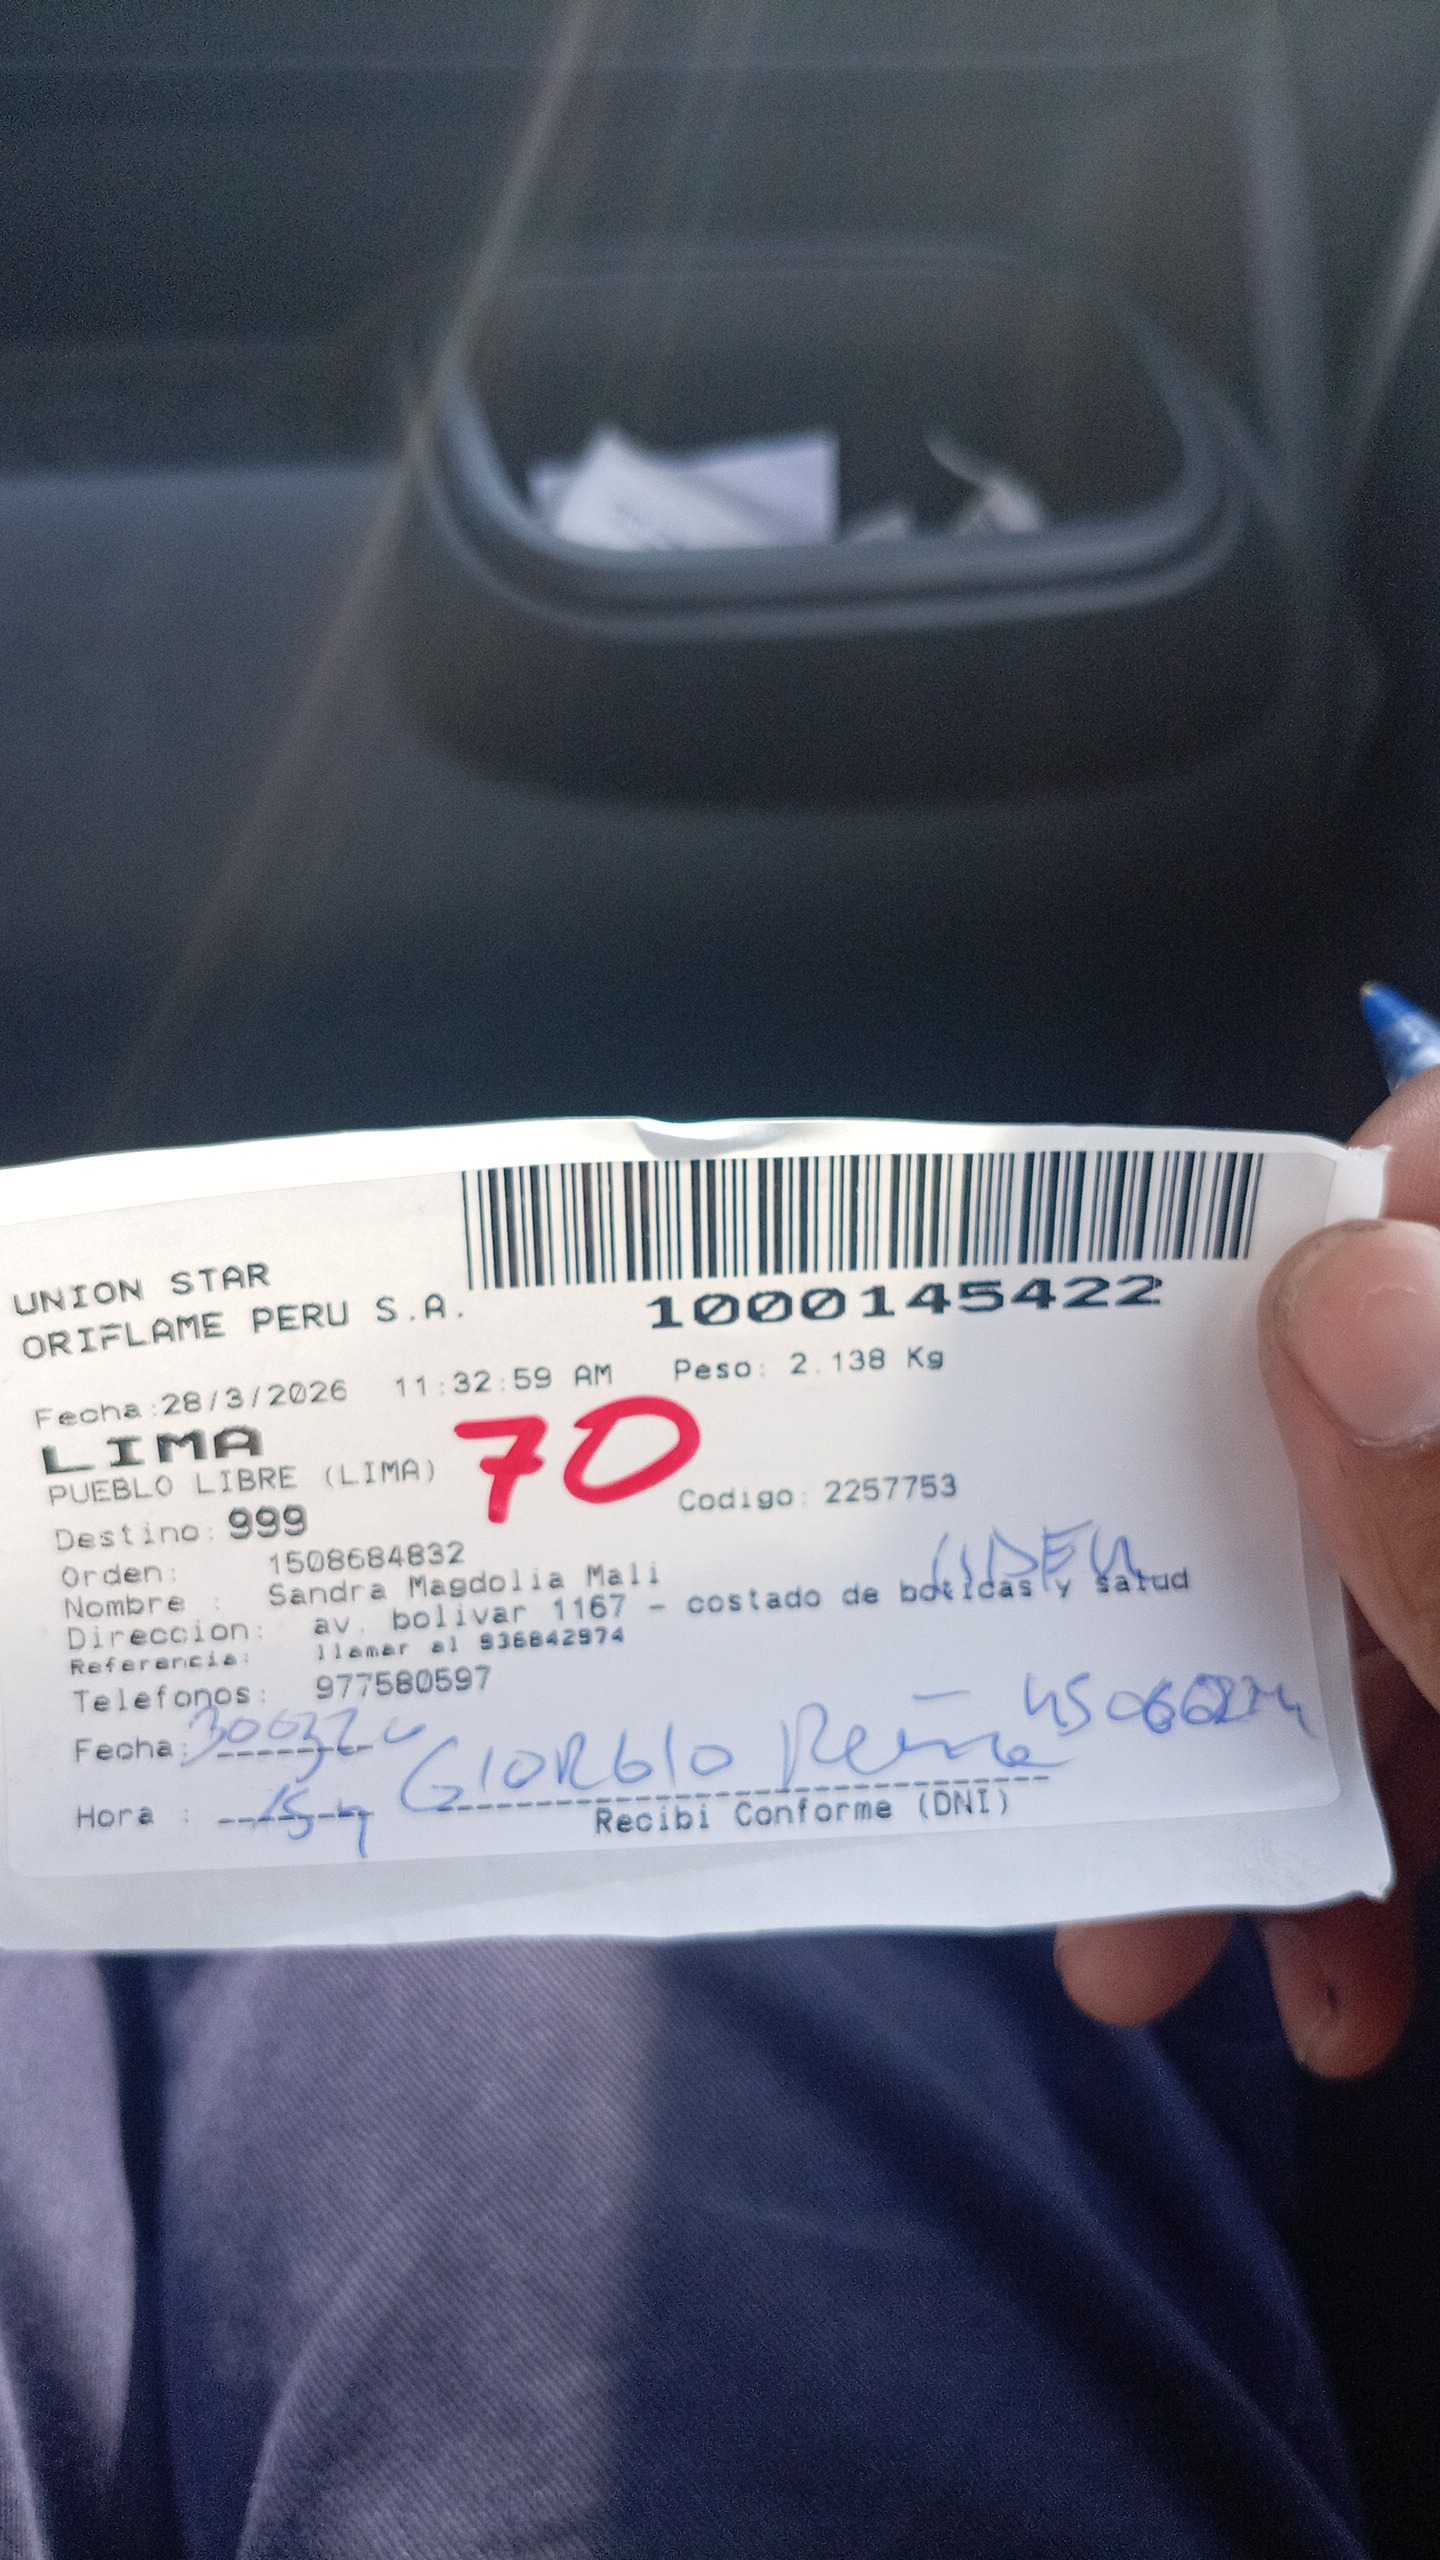 UNION STAR
ORIFLAME PERU S.A.
1000145422
Fecha:28/3/2026 11:32:59 AM Peso: 2.138 Kg
LIMA
70
PUEBLO LIBRE (LIMA)
Destino: 999 Codigo: 2257753
Orden: 1508684832
Nombre : Sandra Magdolia Mali
Direccion: av. bolivar 1167 - costado de boticas y salud
Referencia: llamar al 936842974
Telefonos: 977580597
Fecha:
GIORGIO Peña
Hora :
Recibi Conforme (DNI)